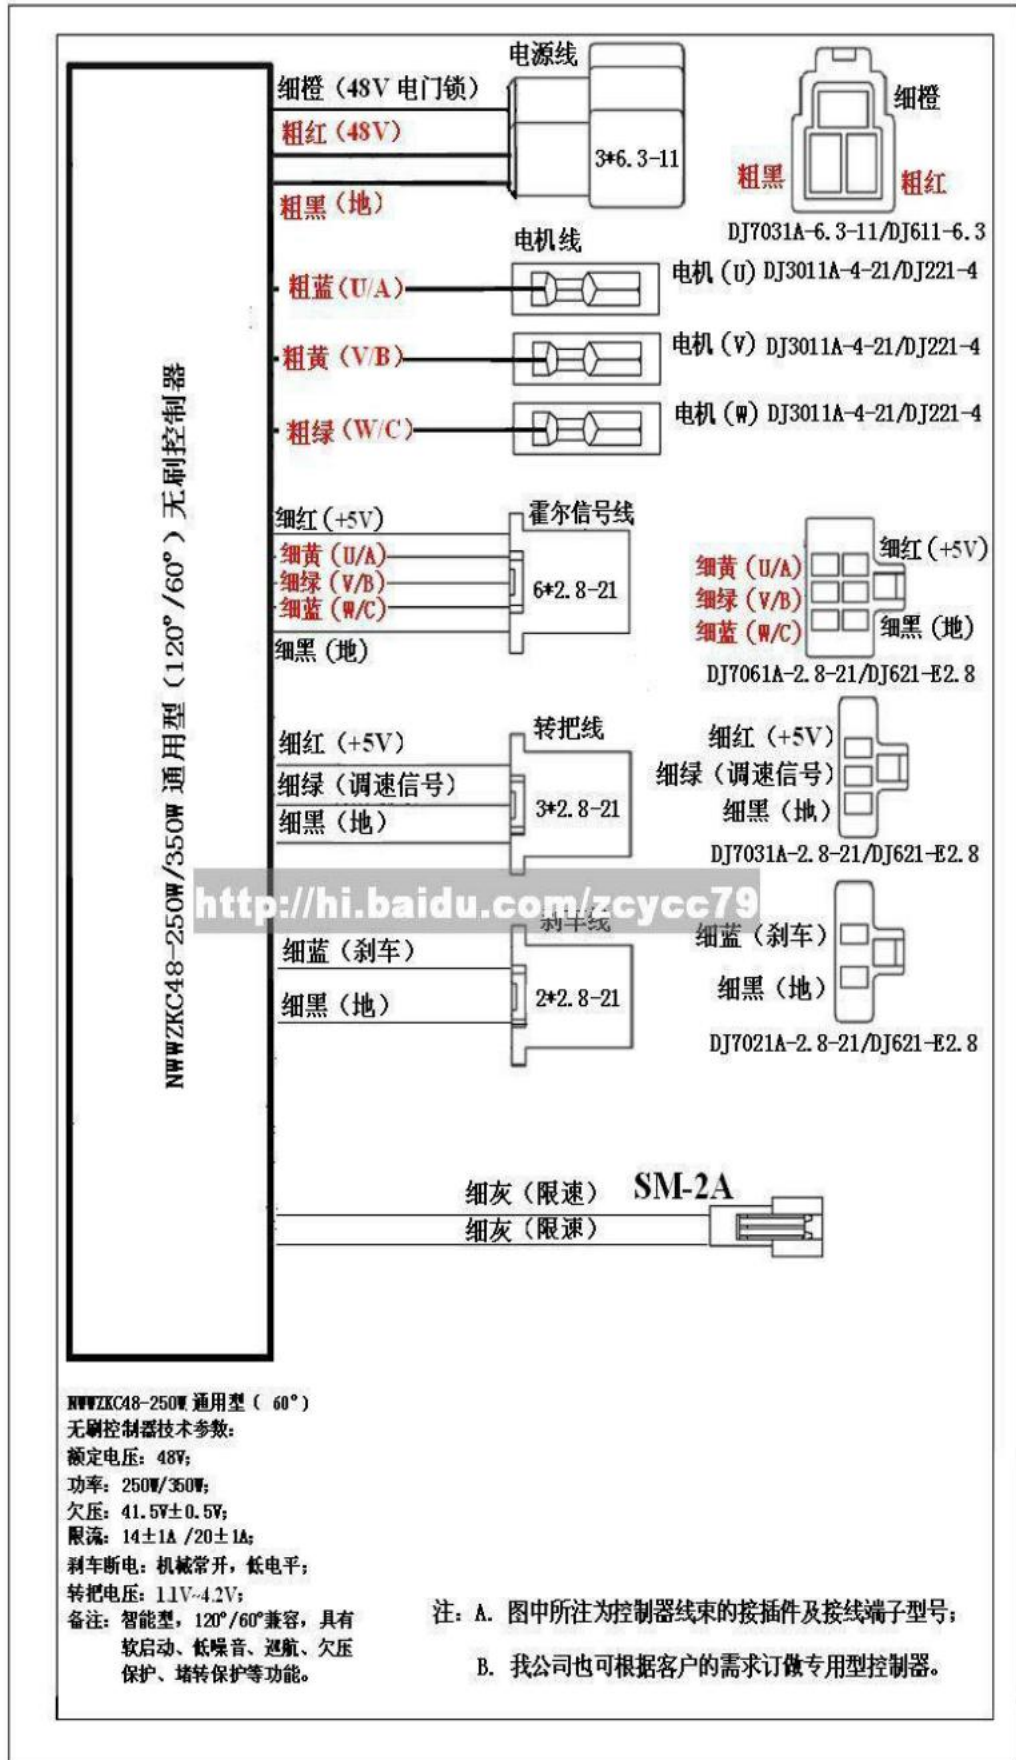 电源线
细橙（48V 电门锁）
粗红（48V）
粗黑（地）
3*6.3-11
细橙
粗黑
粗红
DJ7031A-6.3-11/DJ611-6.3
电机线
粗蓝（U/A）
电机（U）DJ3011A-4-21/DJ221-4
粗黄（V/B）
电机（V）DJ3011A-4-21/DJ221-4
粗绿（W/C）
电机（W）DJ3011A-4-21/DJ221-4
NWWZKC48-250W/350W 通用型（120°/60°）无刷控制器
霍尔信号线
细红（+5V）
细黄（U/A）
细绿（V/B）
细蓝（W/C）
细黑（地）
6*2.8-21
细红（+5V）
细黄（U/A）
细绿（V/B）
细蓝（W/C）
细黑（地）
DJ7061A-2.8-21/DJ621-E2.8
转把线
细红（+5V）
细绿（调速信号）
细黑（地）
3*2.8-21
细红（+5V）
细绿（调速信号）
细黑（地）
DJ7031A-2.8-21/DJ621-E2.8
http://hi.baidu.com/zcycc79
刹车线
细蓝（刹车）
细黑（地）
2*2.8-21
细蓝（刹车）
细黑（地）
DJ7021A-2.8-21/DJ621-E2.8
细灰（限速）
细灰（限速）
SM-2A
NWWZKC48-250W 通用型（ 60°）
无刷控制器技术参数：
额定电压：48V；
功率：250W/350W；
欠压：41.5V±0.5V；
限流：14±1A /20±1A；
刹车断电：机械常开，低电平；
转把电压：1.1V~4.2V；
备注：智能型，120°/60°兼容，具有
软启动、低噪音、巡航、欠压
保护、堵转保护等功能。
注：A. 图中所注为控制器线束的接插件及接线端子型号；
B. 我公司也可根据客户的需求订做专用型控制器。